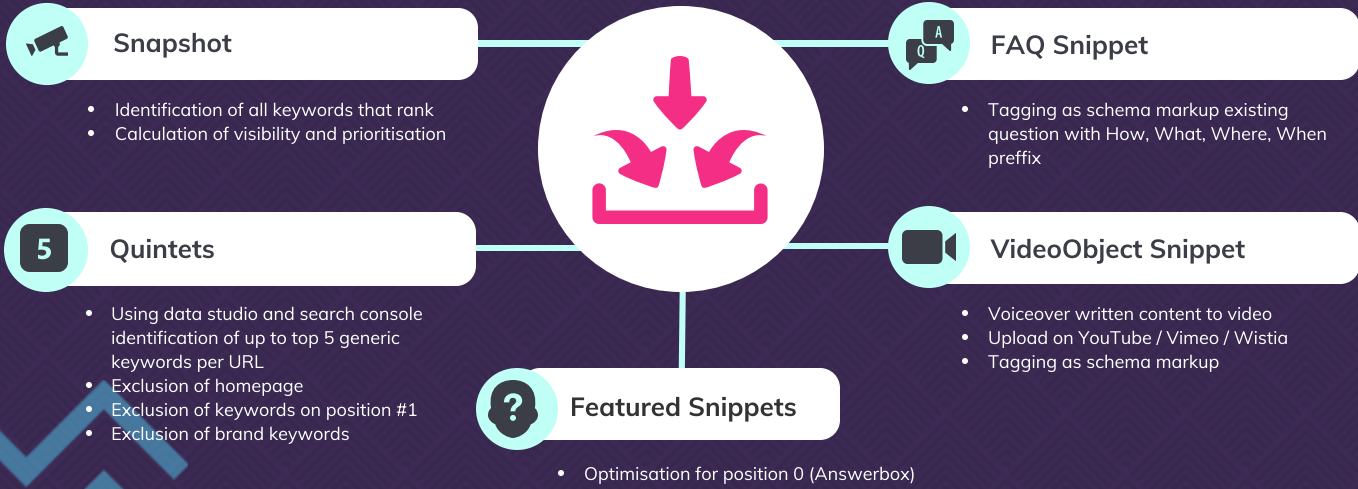 Snapshot
Identification of all keywords that rank
Calculation of visibility and prioritisation
5
Quintets
Using data studio and search console
identification of up to top 5 generic
keywords per URL
Exclusion of homepage
Exclusion of keywords on position #1
Exclusion of brand keywords
?
Featured Snippets
Optimisation for position 0 (Answerbox)
Q A
FAQ Snippet
Tagging as schema markup existing
question with How, What, Where, When
preffix
VideoObject Snippet
Voiceover written content to video
Upload on YouTube / Vimeo / Wistia
Tagging as schema markup